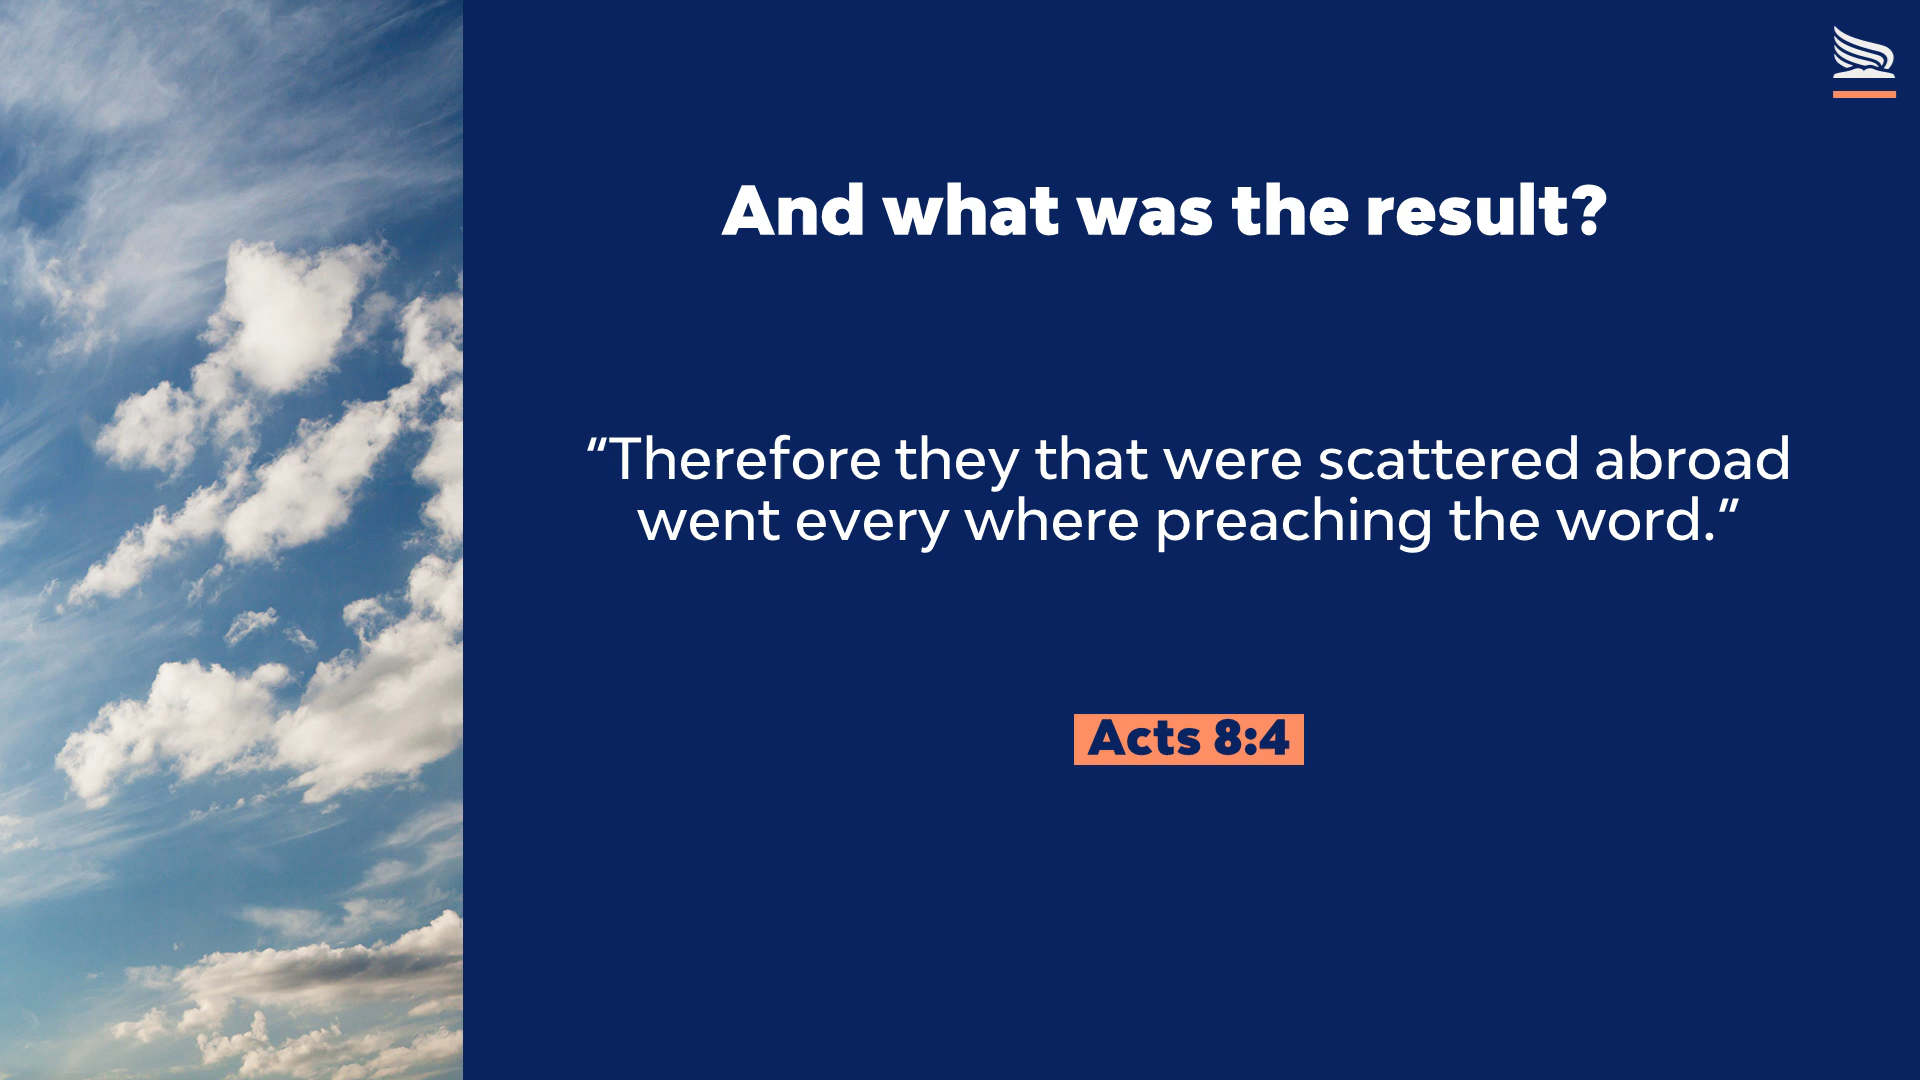 And what was the result?
“Therefore they that were scattered abroad
went every where preaching the word.”
Acts 8:4